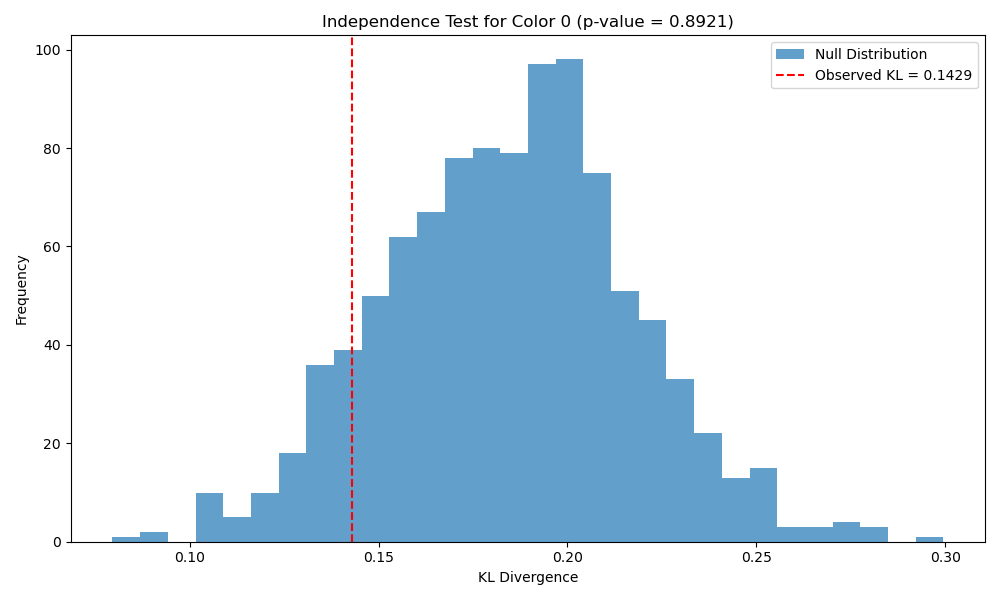 Independence Test for Color 0 (p-value = 0.8921)
Null Distribution
Observed KL = 0.1429
Frequency
100
80
60
40
20
0
0.10 0.15 0.20 0.25 0.30
KL Divergence